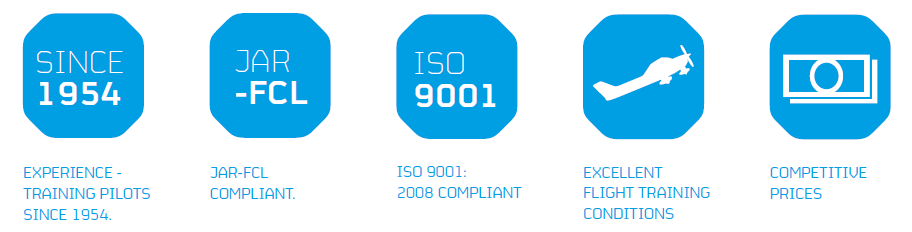 SINCE
1954
JAR
-FCL
ISO
9001
EXPERIENCE -
TRAINING PILOTS
SINCE 1954.
JAR-FCL
COMPLIANT.
ISO 9001:
2008 COMPLIANT
EXCELLENT
FLIGHT TRAINING
CONDITIONS
COMPETITIVE
PRICES